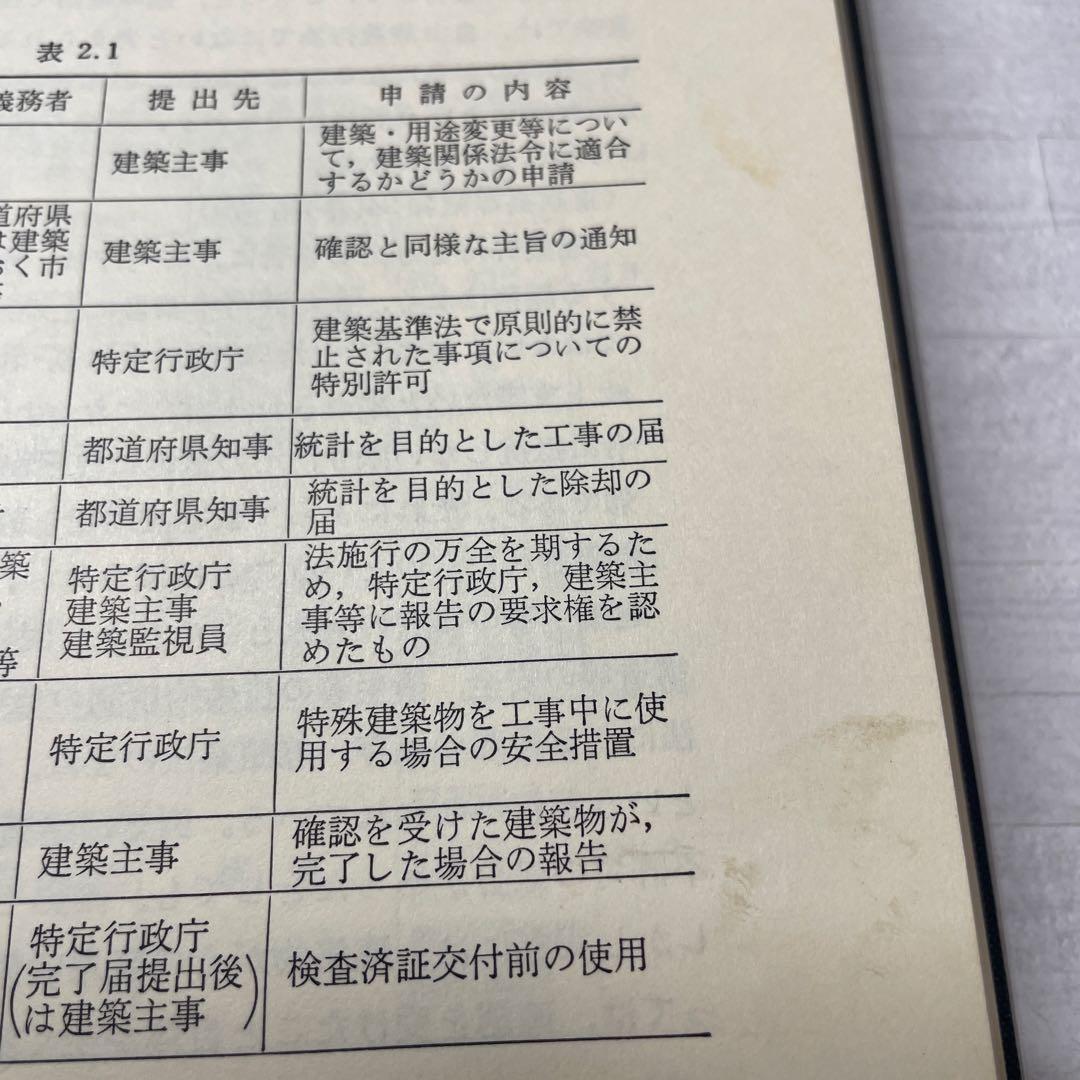 表 2.1
義務者 提出先 申請の内容
建築主事 建築・用途変更等につい
て，建築関係法令に適合
するかどうかの申請
道府県
は建築
おく市
建築主事 確認と同様な主旨の通知
特定行政庁 建築基準法で原則的に禁
止された事項についての
特別許可
都道府県知事 統計を目的とした工事の届
都道府県知事 統計を目的とした除却の
届
築
等
特定行政庁
建築主事
建築監視員
法施行の万全を期するた
め，特定行政庁，建築主
事等に報告の要求権を認
めたもの
特定行政庁 特殊建築物を工事中に使
用する場合の安全措置
建築主事 確認を受けた建築物が，
完了した場合の報告
特定行政庁
(完了届提出後
は建築主事)
検査済証交付前の使用